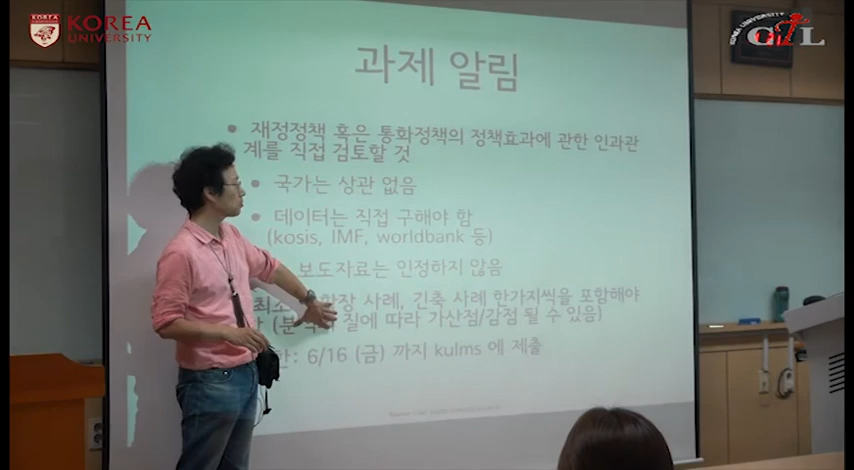 KOREA
UNIVERSITY
KOREA UNIVERSITY
GTL
과제 알림
• 재정정책 혹은 통화정책의 정책효과에 관한 인과관
계를 직접 검토할 것
• 국가는 상관 없음
• 데이터는 직접 구해야 함
(kosis, IMF, worldbank 등)
보도자료는 인정하지 않음
최소 장 사례, 긴축 사례 한가지씩을 포함해야
질에 따라 가산점/감점 될 수 있음)
: 6/16 (금) 까지 kulms 에 제출